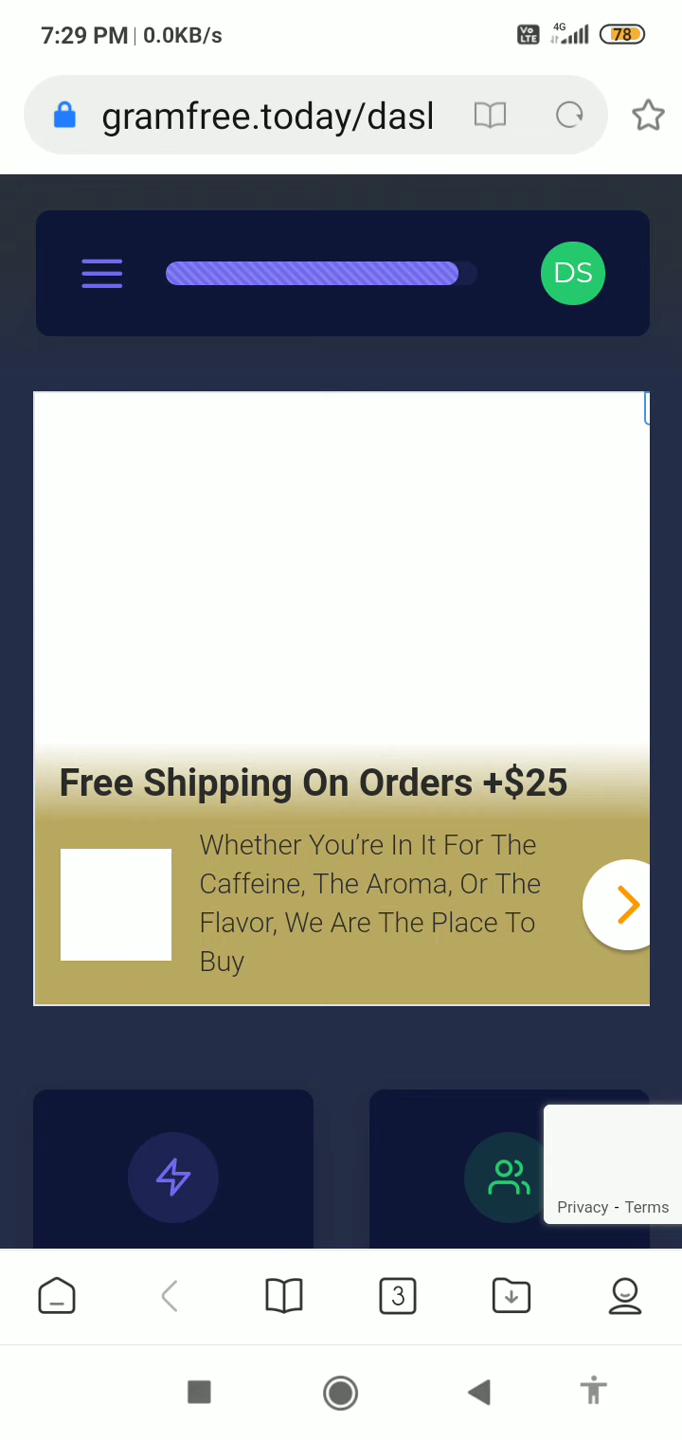 7:29 PM | 0.0KB/s Vo LTE 4G 78
gramfree.today/dasl
DS
Free Shipping On Orders +$25
Whether You’re In It For The
Caffeine, The Aroma, Or The
Flavor, We Are The Place To
Buy
Privacy - Terms
3